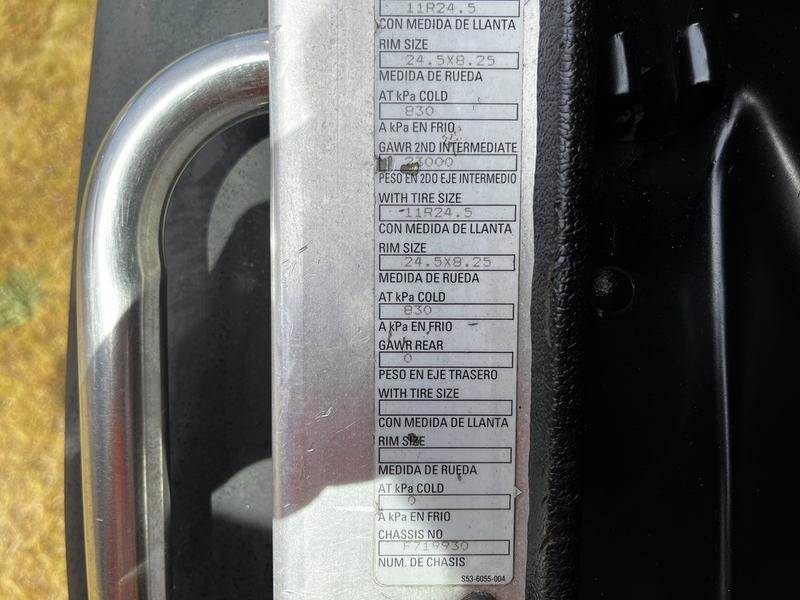 11R24.5
CON MEDIDA DE LLANTA
RIM SIZE
24.5X8.25
MEDIDA DE RUEDA
AT kPa COLD
830
A kPa EN FRIO
GAWR 2ND INTERMEDIATE
23000
PESO EN 2DO EJE INTERMEDIO
WITH TIRE SIZE
11R24.5
CON MEDIDA DE LLANTA
RIM SIZE
24.5X8.25
MEDIDA DE RUEDA
AT kPa COLD
830
A kPa EN FRIO
GAWR REAR
0
PESO EN EJE TRASERO
WITH TIRE SIZE
CON MEDIDA DE LLANTA
RIM SIZE
MEDIDA DE RUEDA
AT kPa COLD
0
A kPa EN FRIO
CHASSIS NO
F719930
NUM. DE CHASIS
S53-6055-004